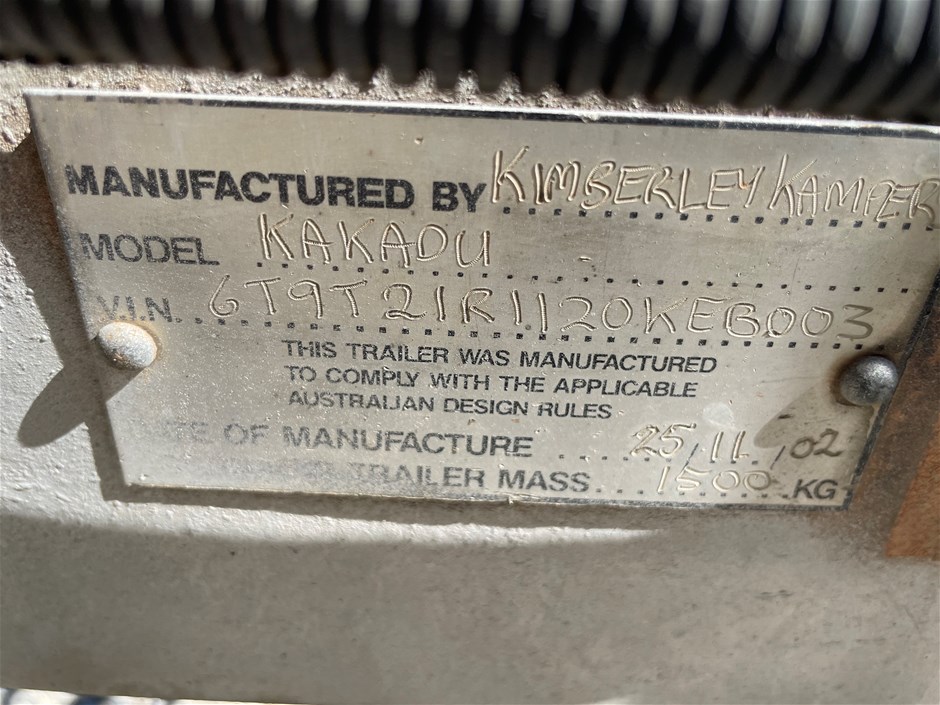 MANUFACTURED BY KIMBERLEY KAMPER
MODEL KAKADU
V.I.N. 6T9T21R1120KEB003
THIS TRAILER WAS MANUFACTURED
TO COMPLY WITH THE APPLICABLE
AUSTRALIAN DESIGN RULES
OF MANUFACTURE 25,11,02
TRAILER MASS 1500 KG